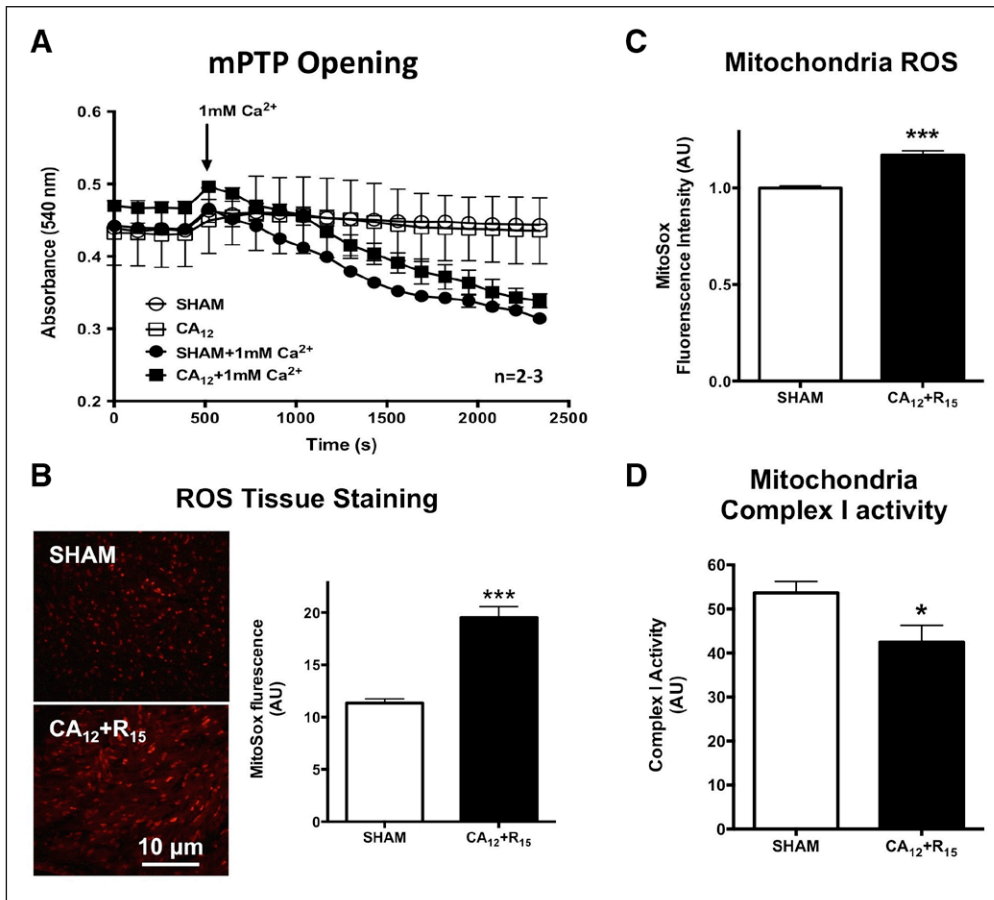 A
mPTP Opening
1mM Ca²⁺
0.6
0.5
0.4
0.3
0.2
Absorbance (540 nm)
SHAM
CA₁₂
SHAM+1mM Ca²⁺
CA₁₂+1mM Ca²⁺
n=2-3
0
500
1000
1500
2000
2500
Time (s)
B
ROS Tissue Staining
SHAM
CA₁₂+R₁₅
10 µm
MitoSox flurescence
(AU)
20
15
10
5
0
***
SHAM
CA₁₂+R₁₅
C
Mitochondria ROS
MitoSox
Fluorenscence Intensity (AU)
1.0
0.5
0.0
***
SHAM
CA₁₂+R₁₅
D
Mitochondria
Complex I activity
Complex I Activity
(AU)
60
50
40
30
20
10
0
*
SHAM
CA₁₂+R₁₅